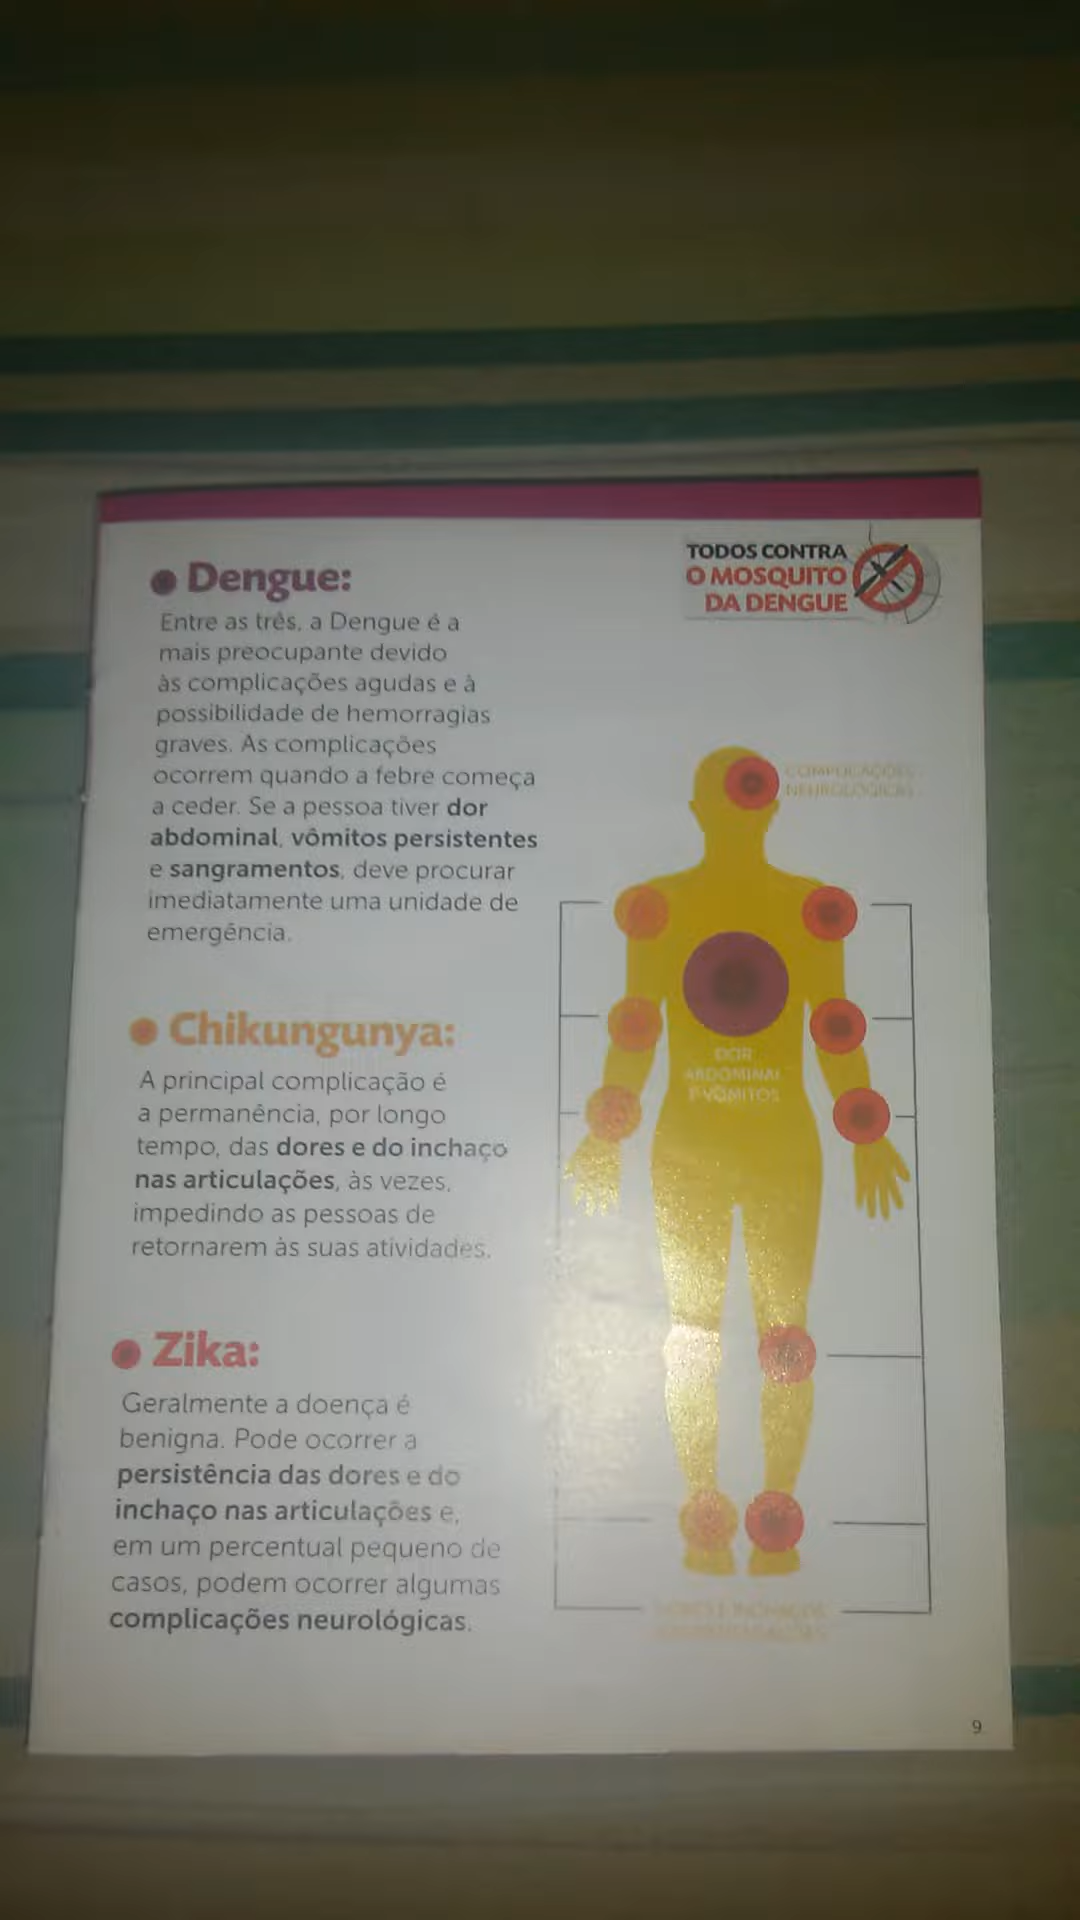 TODOS CONTRA
O MOSQUITO
DA DENGUE
Dengue:
Entre as três, a Dengue é a
mais preocupante devido
às complicações agudas e à
possibilidade de hemorragias
graves. As complicações
ocorrem quando a febre começa
a ceder. Se a pessoa tiver dor
abdominal, vômitos persistentes
e sangramentos, deve procurar
imediatamente uma unidade de
emergência.
Chikungunya:
A principal complicação é
a permanência, por longo
tempo, das dores e do inchaço
nas articulações, às vezes,
impedindo as pessoas de
retornarem às suas atividades.
Zika:
Geralmente a doença é
benigna. Pode ocorrer a
persistência das dores e do
inchaço nas articulações e,
em um percentual pequeno de
casos, podem ocorrer algumas
complicações neurológicas.
COMPLICAÇÕES
NEUROLÓGICAS
DOR
ABDOMINAL
E VÔMITOS
9